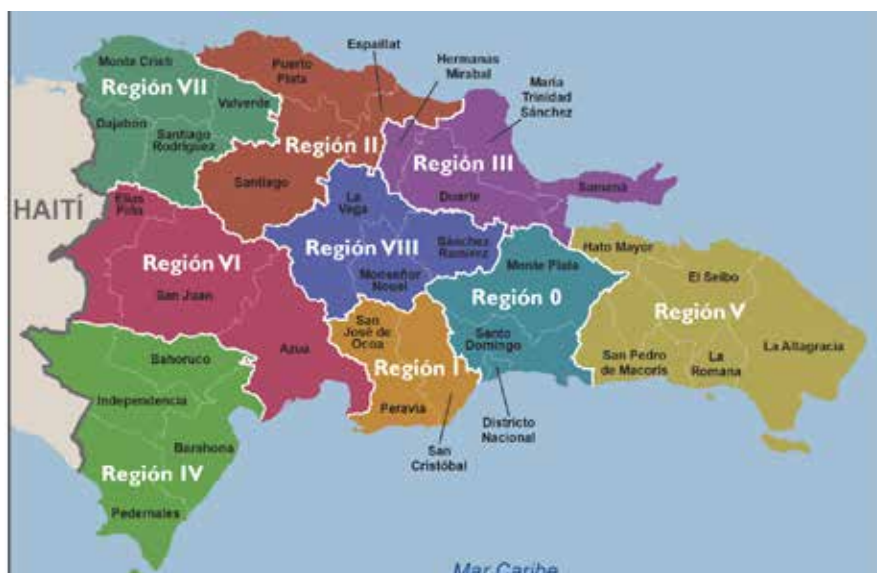 Espaillat
Hermanas
Mirabal
María
Trinidad
Sánchez
Monte Cristi
Puerto
Plata
Región VII
Valverde
Dajabón
Santiago
Rodríguez
Región II
Región III
Santiago
Duarte
Samaná
HAITÍ
Elías
Piña
La
Vega
Región VIII
Sánchez
Ramírez
Hato Mayor
Monte Plata
El Seibo
Región VI
San Juan
Monseñor
Nouel
Región 0
Región V
San
José de
Ocoa
Santo
Domingo
Azua
Bahoruco
Región I
San Pedro
de Macorís
La
Romana
La Altagracia
Independencia
Peravia
Districto
Nacional
San
Cristóbal
Barahona
Región IV
Pedernales
Mar Caribe